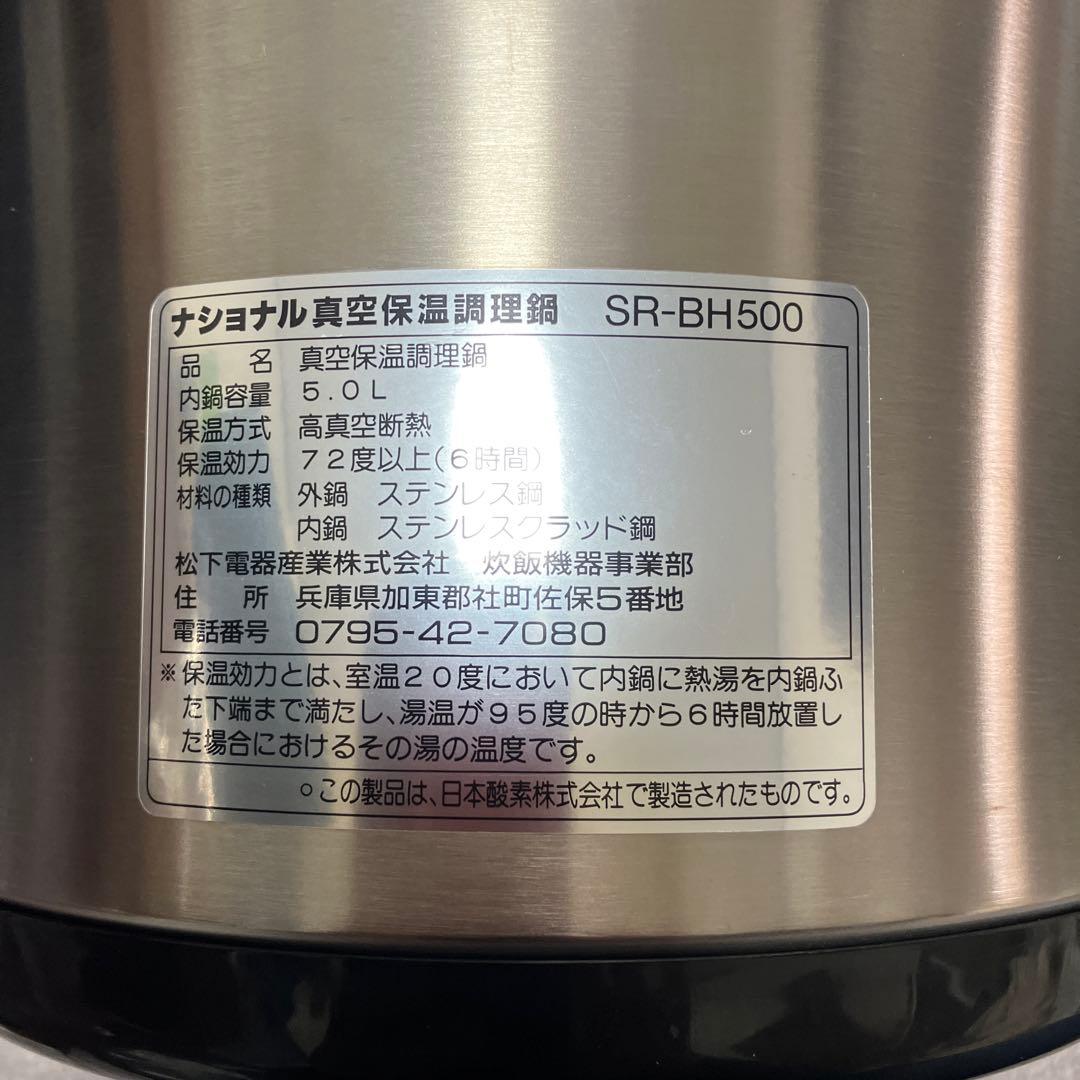 ナショナル真空保温調理鍋 SR-BH500
品名 真空保温調理鍋
内鍋容量 5.0L
保温方式 高真空断熱
保温効力 72度以上(6時間)
材料の種類 外鍋 ステンレス鋼
内鍋 ステンレスクラッド鋼
松下電器産業株式会社 炊飯機器事業部
住所 兵庫県加東郡社町佐保5番地
電話番号 0795-42-7080
※保温効力とは、室温20度において内鍋に熱湯を内鍋ふ
た下端まで満たし、湯温が95度の時から6時間放置し
た場合におけるその湯の温度です。
○この製品は、日本酸素株式会社で製造されたものです。